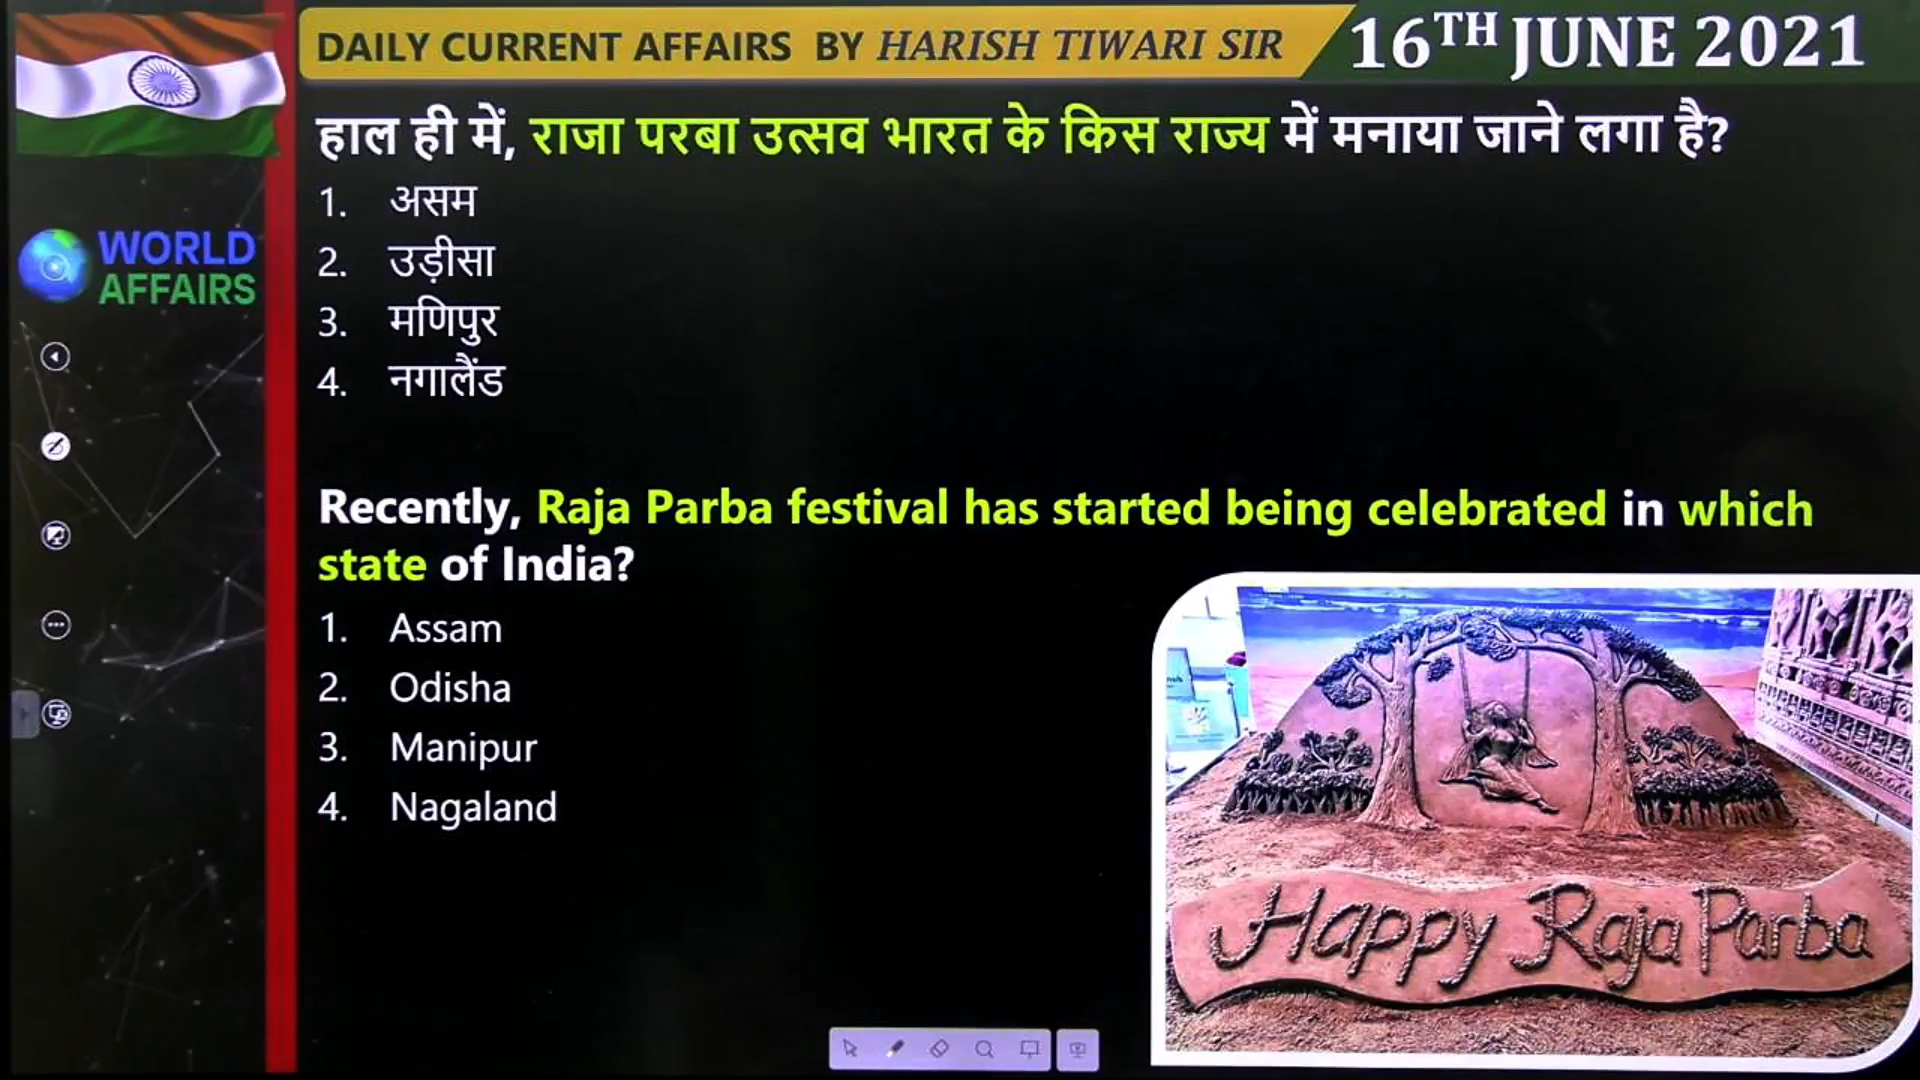 DAILY CURRENT AFFAIRS BY HARISH TIWARI SIR
16TH JUNE 2021
हाल ही में, राजा परबा उत्सव भारत के किस राज्य में मनाया जाने लगा है?
1. असम
2. उड़ीसा
3. मणिपुर
4. नगालैंड
WORLD
AFFAIRS
Recently, Raja Parba festival has started being celebrated in which
state of India?
1. Assam
2. Odisha
3. Manipur
4. Nagaland
Happy Raja Parba